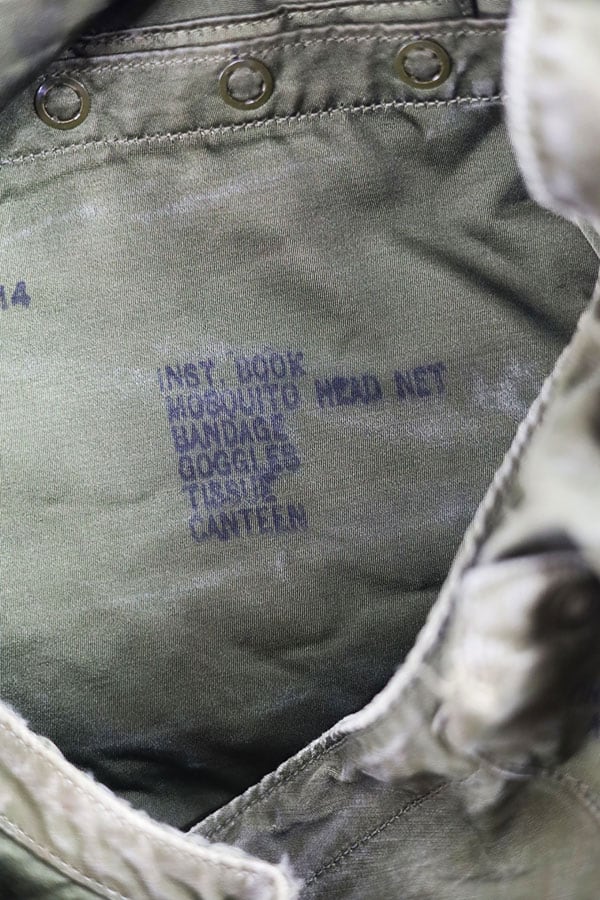 14
INST. BOOK
MOSQUITO HEAD NET
BANDAGE
GOGGLES
TISSUE
CANTEEN